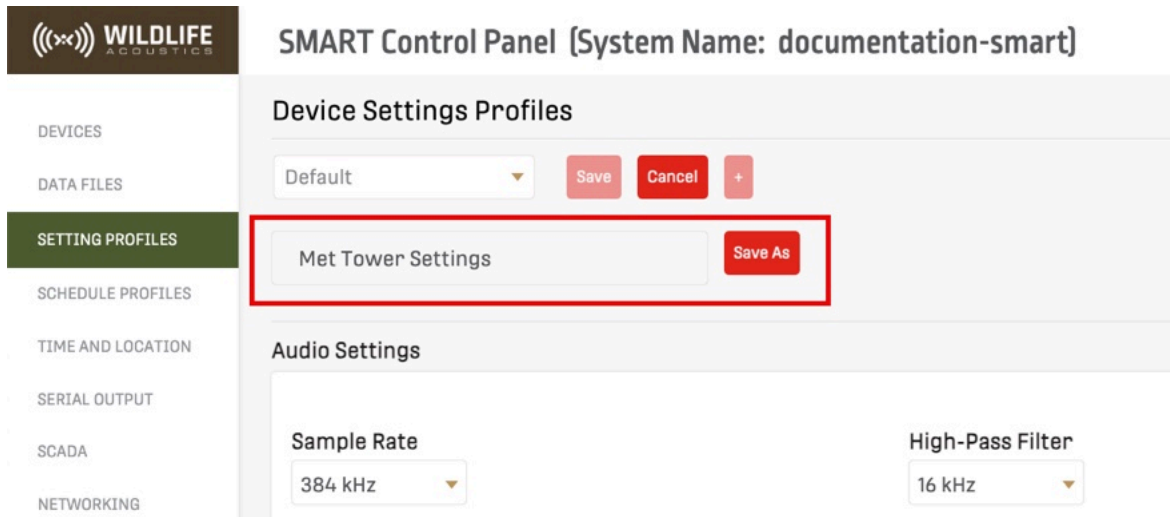 WILDLIFE
ACOUSTICS
SMART Control Panel (System Name: documentation-smart)
DEVICES
DATA FILES
SETTING PROFILES
SCHEDULE PROFILES
TIME AND LOCATION
SERIAL OUTPUT
SCADA
NETWORKING
Device Settings Profiles
Default Save Cancel +
Met Tower Settings Save As
Audio Settings
Sample Rate High-Pass Filter
384 kHz 16 kHz